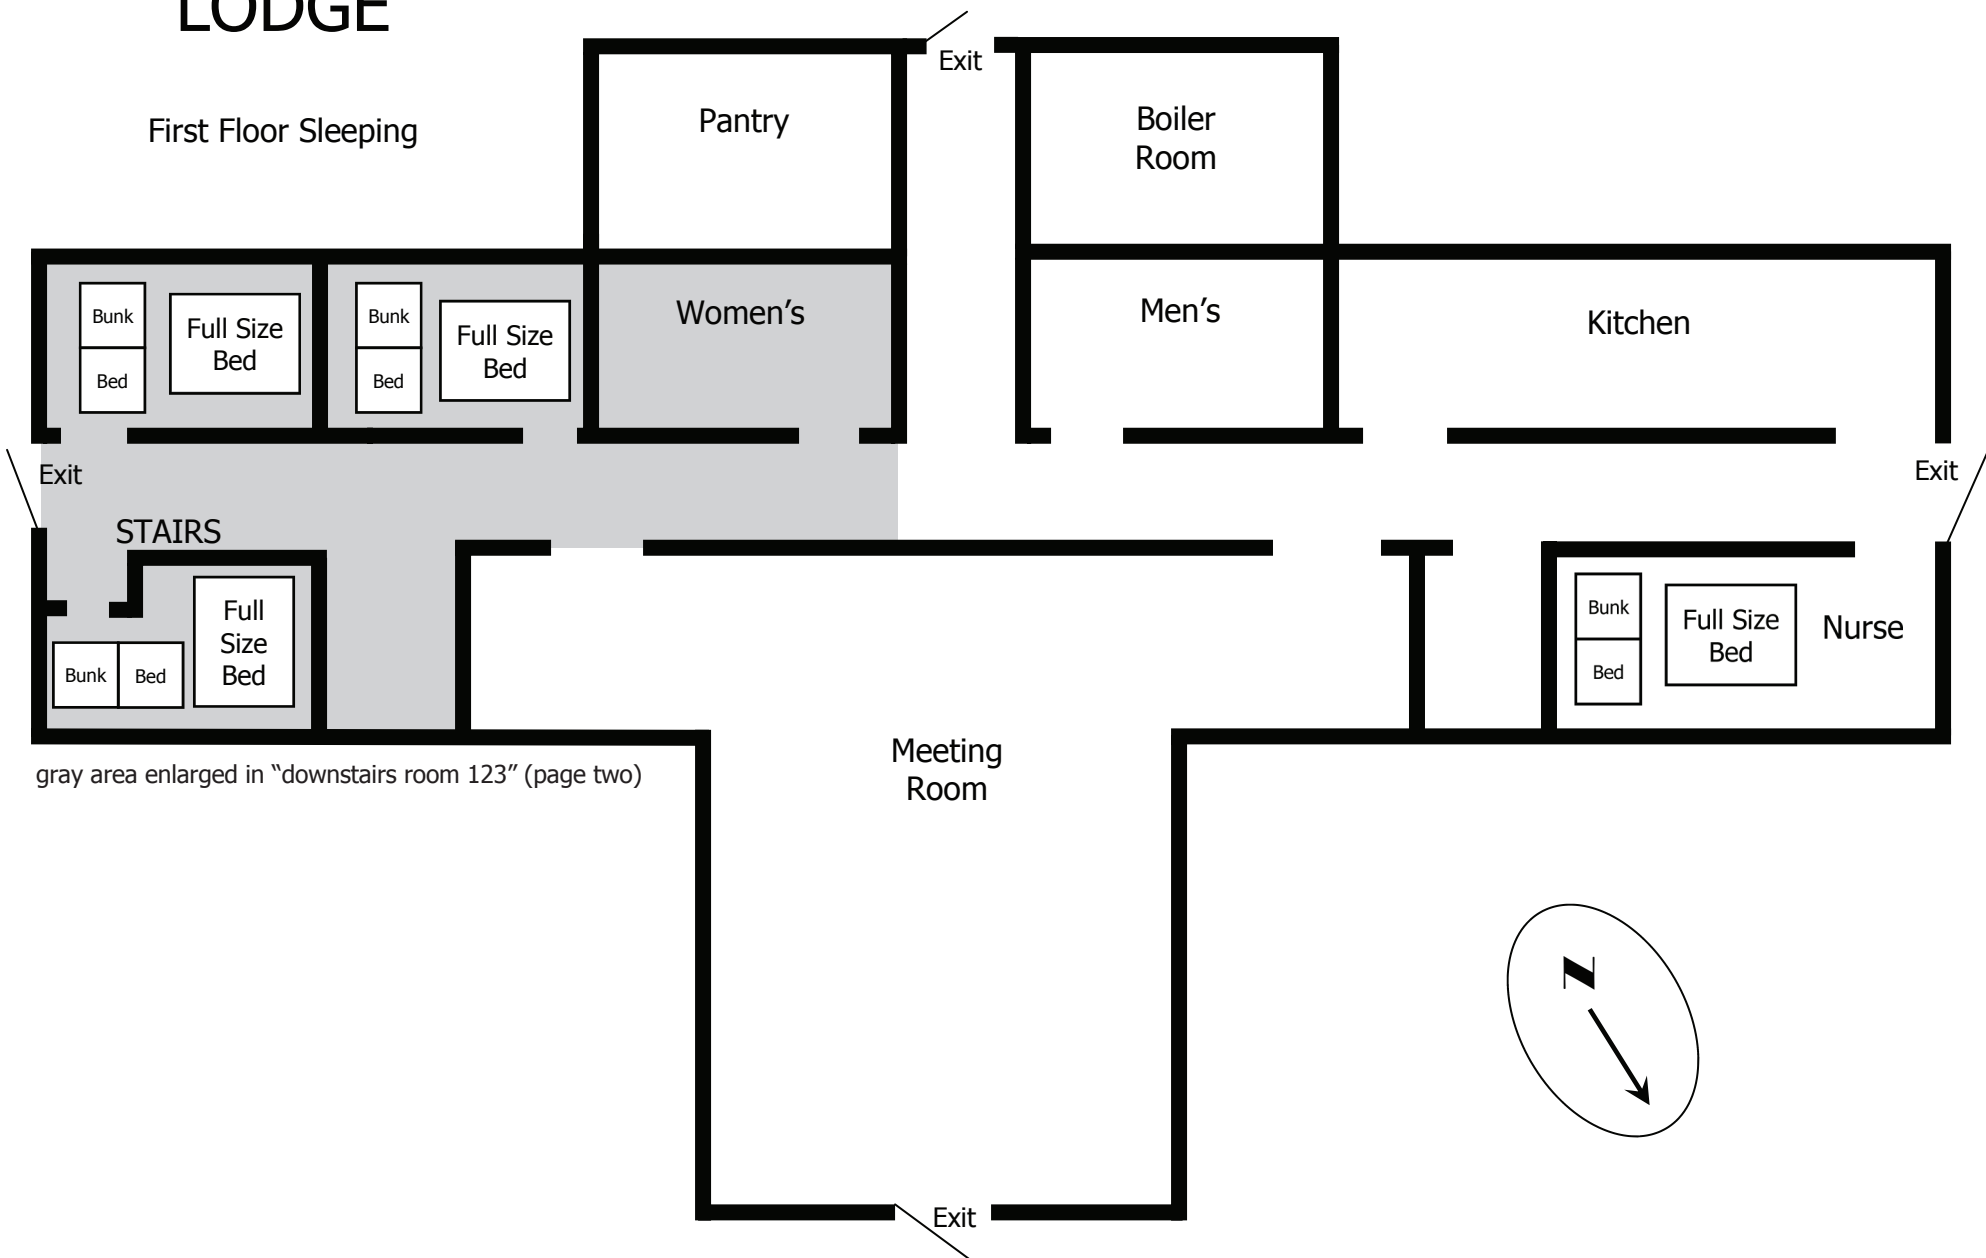 LODGE
Exit
First Floor Sleeping
Pantry
Boiler
Room
Bunk
Bed
Full Size
Bed
Bunk
Bed
Full Size
Bed
Women’s
Men’s
Kitchen
Exit
Exit
STAIRS
Bunk
Bed
Full
Size
Bed
Bunk
Bed
Full Size
Bed
Nurse
gray area enlarged in “downstairs room 123” (page two)
Meeting
Room
N
Exit